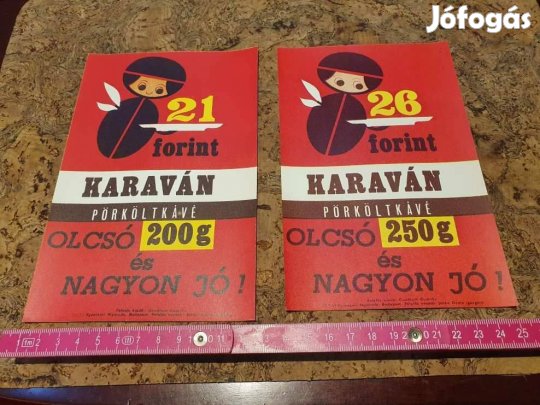 Jófogás
21
forint
KARAVÁN
PÖRKÖLTKÁVÉ
OLCSÓ 200g
és
NAGYON JÓ!
26
forint
KARAVÁN
PÖRKÖLTKÁVÉ
OLCSÓ 250g
és
NAGYON JÓ!